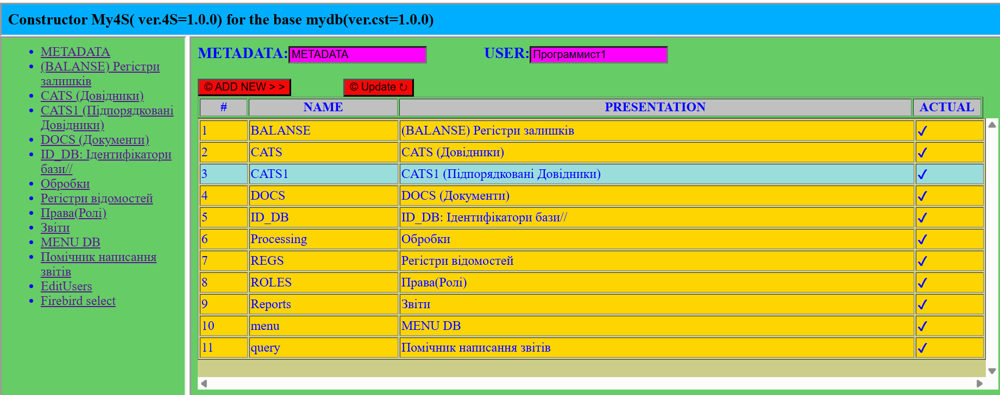 Constructor My4S( ver.4S=1.0.0) for the base mydb(ver.cst=1.0.0)
METADATA
(BALANSE) Регістри
залишків
CATS (Довідники)
CATS1 (Підпорядковані
Довідники)
DOCS (Документи)
ID_DB: Ідентифікатори
бази//
Обробки
Регістри відомостей
Права(Ролі)
Звіти
MENU DB
Помічник написання
звітів
EditUsers
Firebird select
METADATA: METADATA USER: Программист1
© ADD NEW > > © Update ↻
# NAME PRESENTATION ACTUAL
1 BALANSE (BALANSE) Регістри залишків ✓
2 CATS CATS (Довідники) ✓
3 CATS1 CATS1 (Підпорядковані Довідники) ✓
4 DOCS DOCS (Документи) ✓
5 ID_DB ID_DB: Ідентифікатори бази// ✓
6 Processing Обробки ✓
7 REGS Регістри відомостей ✓
8 ROLES Права(Ролі) ✓
9 Reports Звіти ✓
10 menu MENU DB ✓
11 query Помічник написання звітів ✓